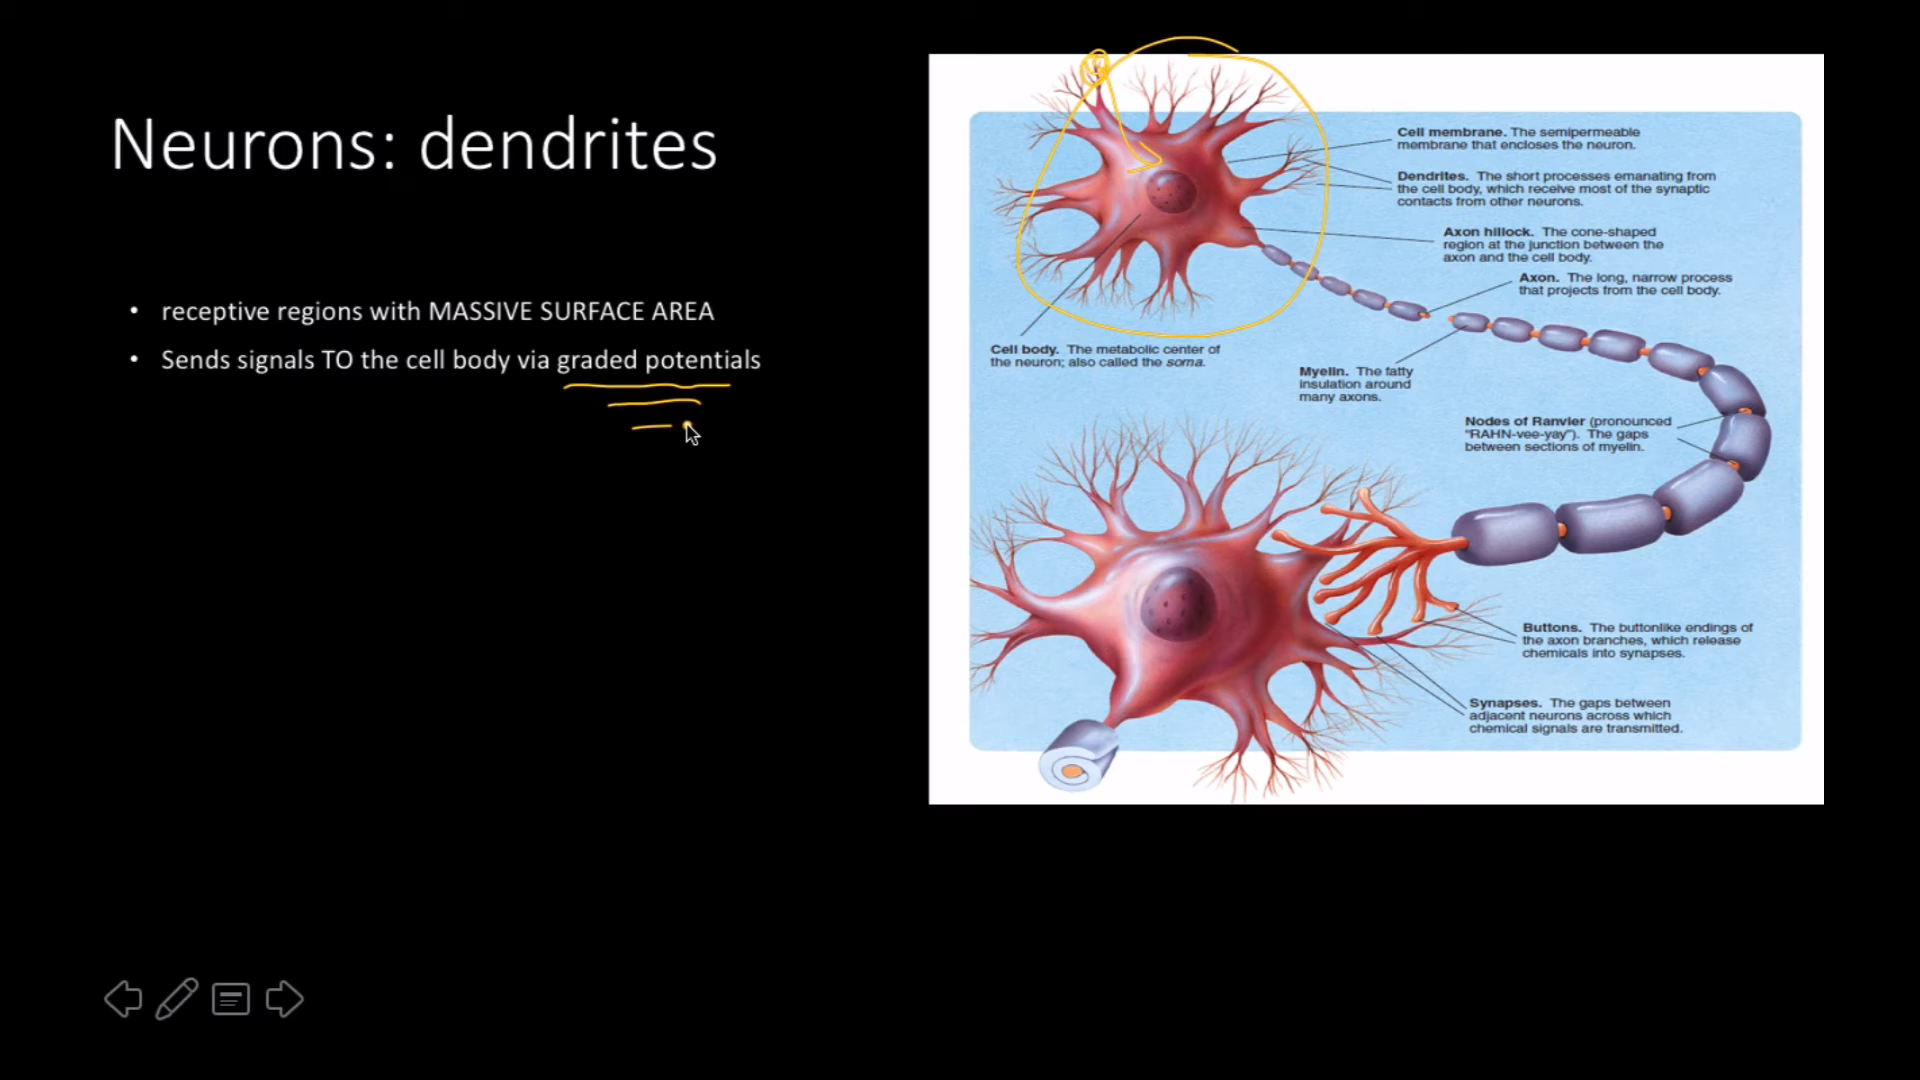 Neurons: dendrites
• receptive regions with MASSIVE SURFACE AREA
• Sends signals TO the cell body via graded potentials
Cell membrane. The semipermeable
membrane that encloses the neuron.
Dendrites. The short processes emanating from
the cell body, which receive most of the synaptic
contacts from other neurons.
Axon hillock. The cone-shaped
region at the junction between the
axon and the cell body.
Axon. The long, narrow process
that projects from the cell body.
Cell body. The metabolic center of
the neuron; also called the soma.
Myelin. The fatty
insulation around
many axons.
Nodes of Ranvier (pronounced
"RAHN-vee-yay"). The gaps
between sections of myelin.
Buttons. The buttonlike endings of
the axon branches, which release
chemicals into synapses.
Synapses. The gaps between
adjacent neurons across which
chemical signals are transmitted.